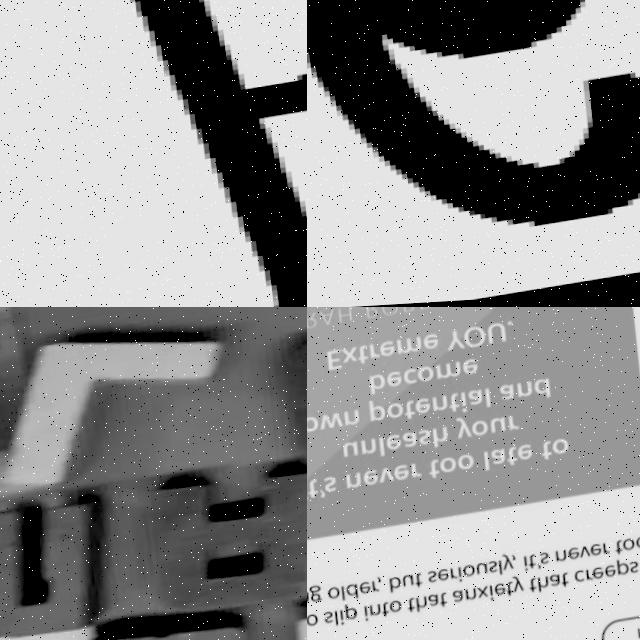 slip into that anxiety that creeps
older, but seriously, it's never too
t's never too late to
unleash your
own potential and
become
Extreme YOU.